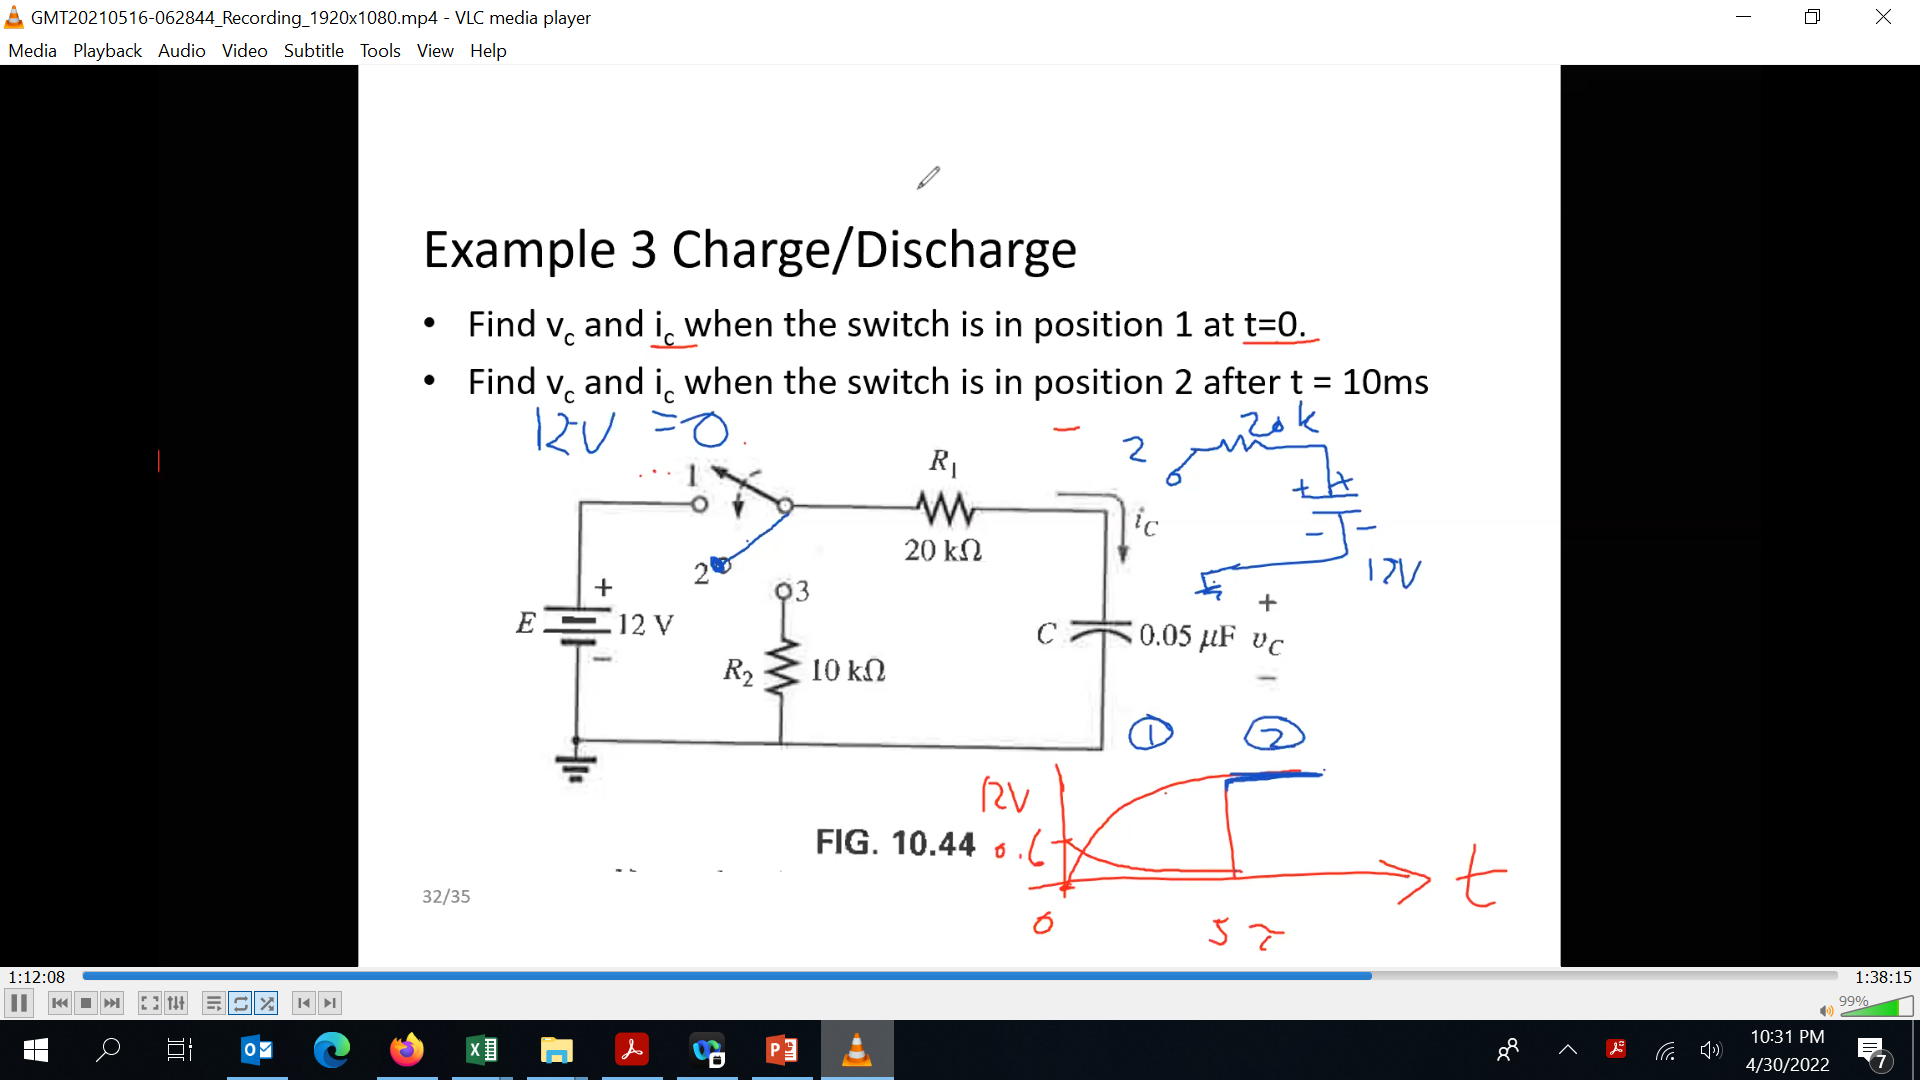 GMT20210516-062844_Recording_1920x1080.mp4 - VLC media player
Media Playback Audio Video Subtitle Tools View Help
Example 3 Charge/Discharge
• Find vc and ic when the switch is in position 1 at t=0.
• Find vc and ic when the switch is in position 2 after t = 10ms
12V =0
2 20k
+ +
- -
12V
1
2
3
R1
20 kΩ
iC
E + 12 V −
R2 10 kΩ
C 0.05 μF
+ vC −
1 2
12V
0.6
0 5τ t
FIG. 10.44
32/35
1:12:08 1:38:15
99%
10:31 PM
4/30/2022
7